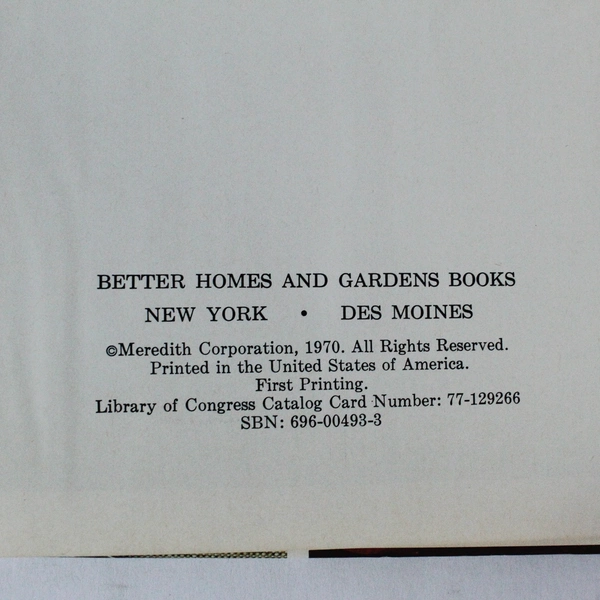 BETTER HOMES AND GARDENS BOOKS
NEW YORK • DES MOINES
©Meredith Corporation, 1970. All Rights Reserved.
Printed in the United States of America.
First Printing.
Library of Congress Catalog Card Number: 77-129266
SBN: 696-00493-3